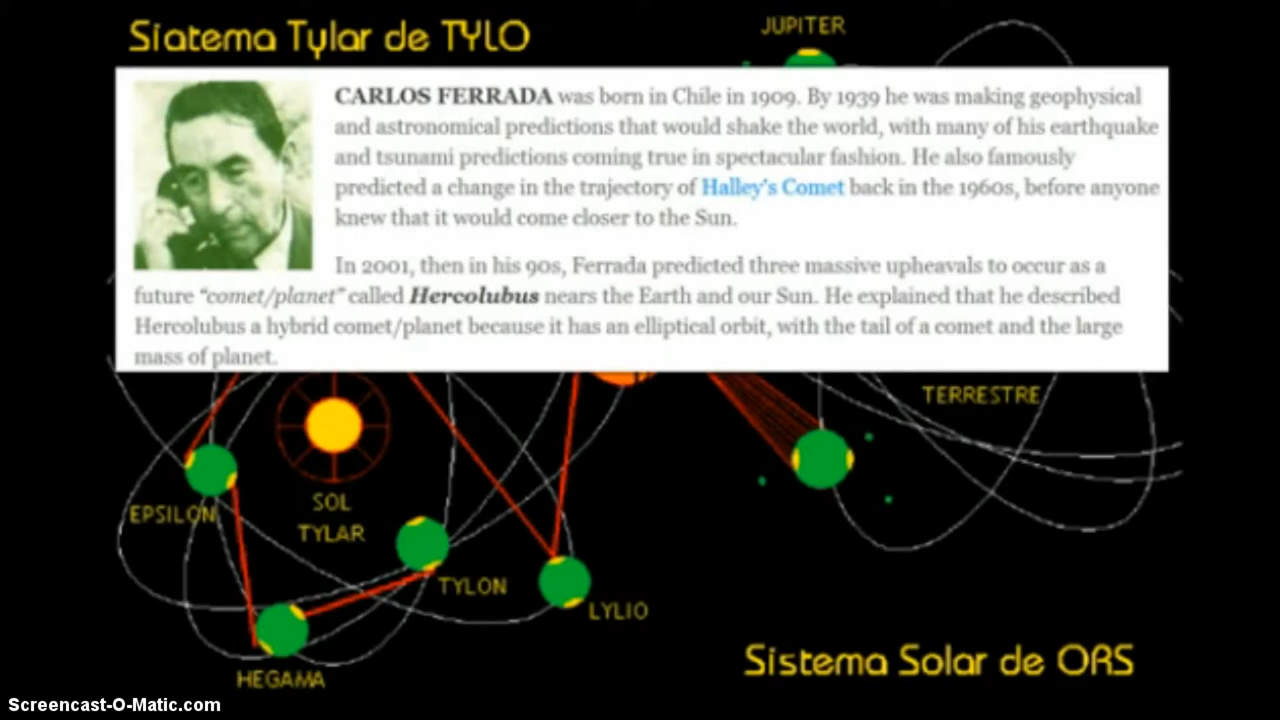 Siatema Tylar de TYLO
JUPITER
CARLOS FERRADA was born in Chile in 1909. By 1939 he was making geophysical
and astronomical predictions that would shake the world, with many of his earthquake
and tsunami predictions coming true in spectacular fashion. He also famously
predicted a change in the trajectory of Halley's Comet back in the 1960s, before anyone
knew that it would come closer to the Sun.
In 2001, then in his 90s, Ferrada predicted three massive upheavals to occur as a
future "comet/planet" called Hercolubus nears the Earth and our Sun. He explained that he described
Hercolubus a hybrid comet/planet because it has an elliptical orbit, with the tail of a comet and the large
mass of planet.
TERRESTRE
EPSILON
SOL
TYLAR
TYLON
LYLIO
HEGAMA
Sistema Solar de ORS
Screencast-O-Matic.com